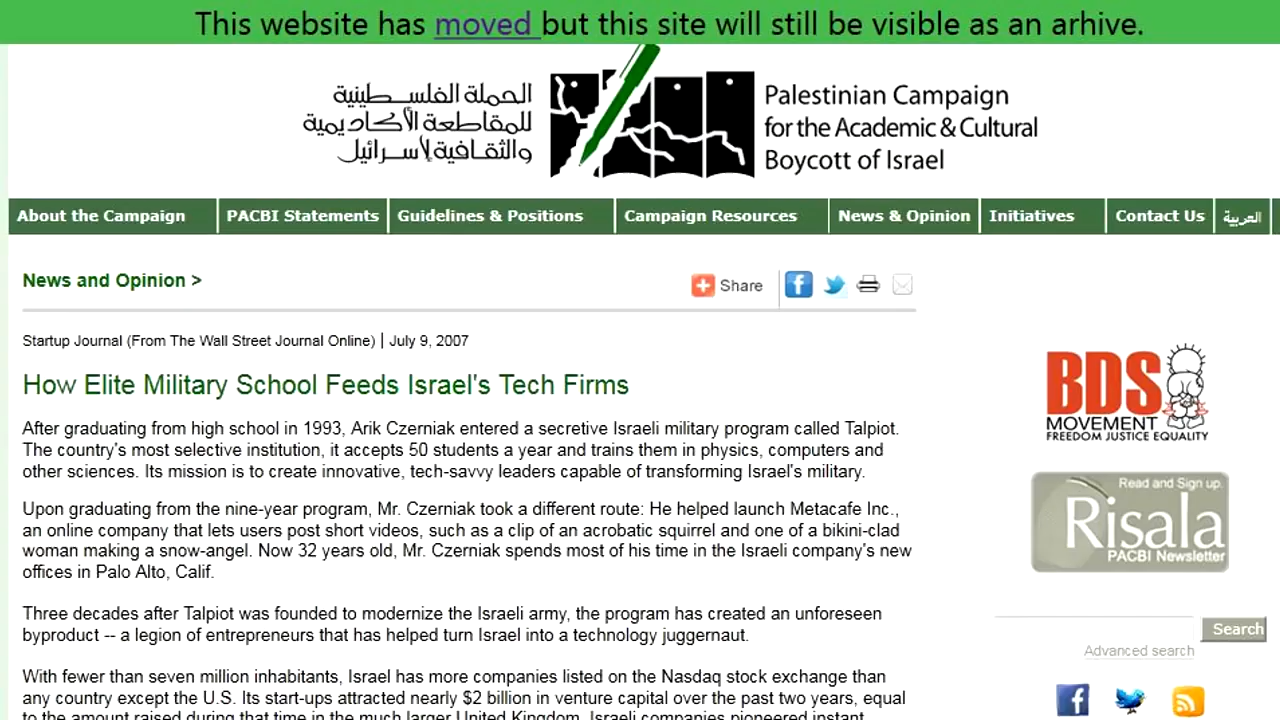 This website has moved but this site will still be visible as an arhive.
الحملة الفلسطينية
للمقاطعة الأكاديمية
والثقافية لإسرائيل
Palestinian Campaign
for the Academic & Cultural
Boycott of Israel
About the Campaign
PACBI Statements
Guidelines & Positions
Campaign Resources
News & Opinion
Initiatives
Contact Us
العربية
News and Opinion >
Share
Startup Journal (From The Wall Street Journal Online) | July 9, 2007
How Elite Military School Feeds Israel's Tech Firms
After graduating from high school in 1993, Arik Czerniak entered a secretive Israeli military program called Talpiot.
The country's most selective institution, it accepts 50 students a year and trains them in physics, computers and
other sciences. Its mission is to create innovative, tech-savvy leaders capable of transforming Israel's military.
Upon graduating from the nine-year program, Mr. Czerniak took a different route: He helped launch Metacafe Inc.,
an online company that lets users post short videos, such as a clip of an acrobatic squirrel and one of a bikini-clad
woman making a snow-angel. Now 32 years old, Mr. Czerniak spends most of his time in the Israeli company's new
offices in Palo Alto, Calif.
Three decades after Talpiot was founded to modernize the Israeli army, the program has created an unforeseen
byproduct -- a legion of entrepreneurs that has helped turn Israel into a technology juggernaut.
With fewer than seven million inhabitants, Israel has more companies listed on the Nasdaq stock exchange than
any country except the U.S. Its start-ups attracted nearly $2 billion in venture capital over the past two years, equal
to the amount raised during that time in the much larger United Kingdom. Israeli companies pioneered instant
BDS
MOVEMENT
FREEDOM JUSTICE EQUALITY
Read and Sign up.
Risala
PACBI Newsletter
Search
Advanced search